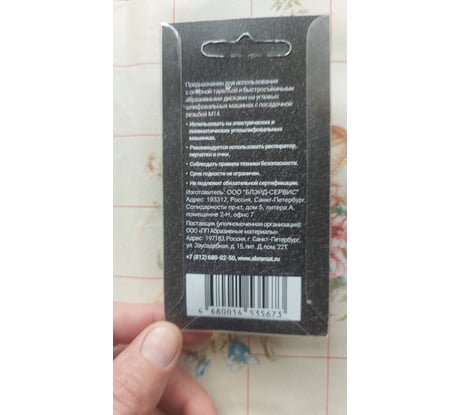 Предназначен для использования
с опорной тарелкой и быстросъёмными
абразивными дисками на угловых
шлифовальных машинах с посадочной
резьбой М14.
• Использовать на электрических и
пневматических углошлифовальных
машинах.
• Рекомендуется использовать респиратор,
перчатки и очки.
• Соблюдать правила техники безопасности.
• Срок годности не ограничен.
• Не подлежит обязательной сертификации.
Изготовитель: ООО "БЛЭЙД-СЕРВИС"
Адрес: 193312, Россия, Санкт-Петербург,
Солидарности пр-кт, дом 5, литера А,
помещение 2-Н, офис 7
Поставщик (уполномоченная организация):
ООО «ПП Абразивные материалы»
Адрес: 197183, Россия, г. Санкт-Петербург,
ул. Заусадебная, д. 15, лит. Д, пом. 22Т.
+7 (812) 680-02-50, www.abramat.ru
4 680014 535673